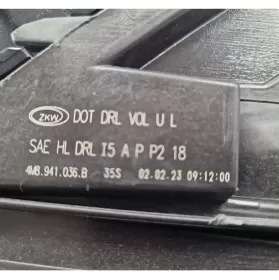 ZKW DOT DRL VOL U L
SAE HL DRL I5 A P P2 18
4M8.941.036.B 35S 02.02.23 09:12:00